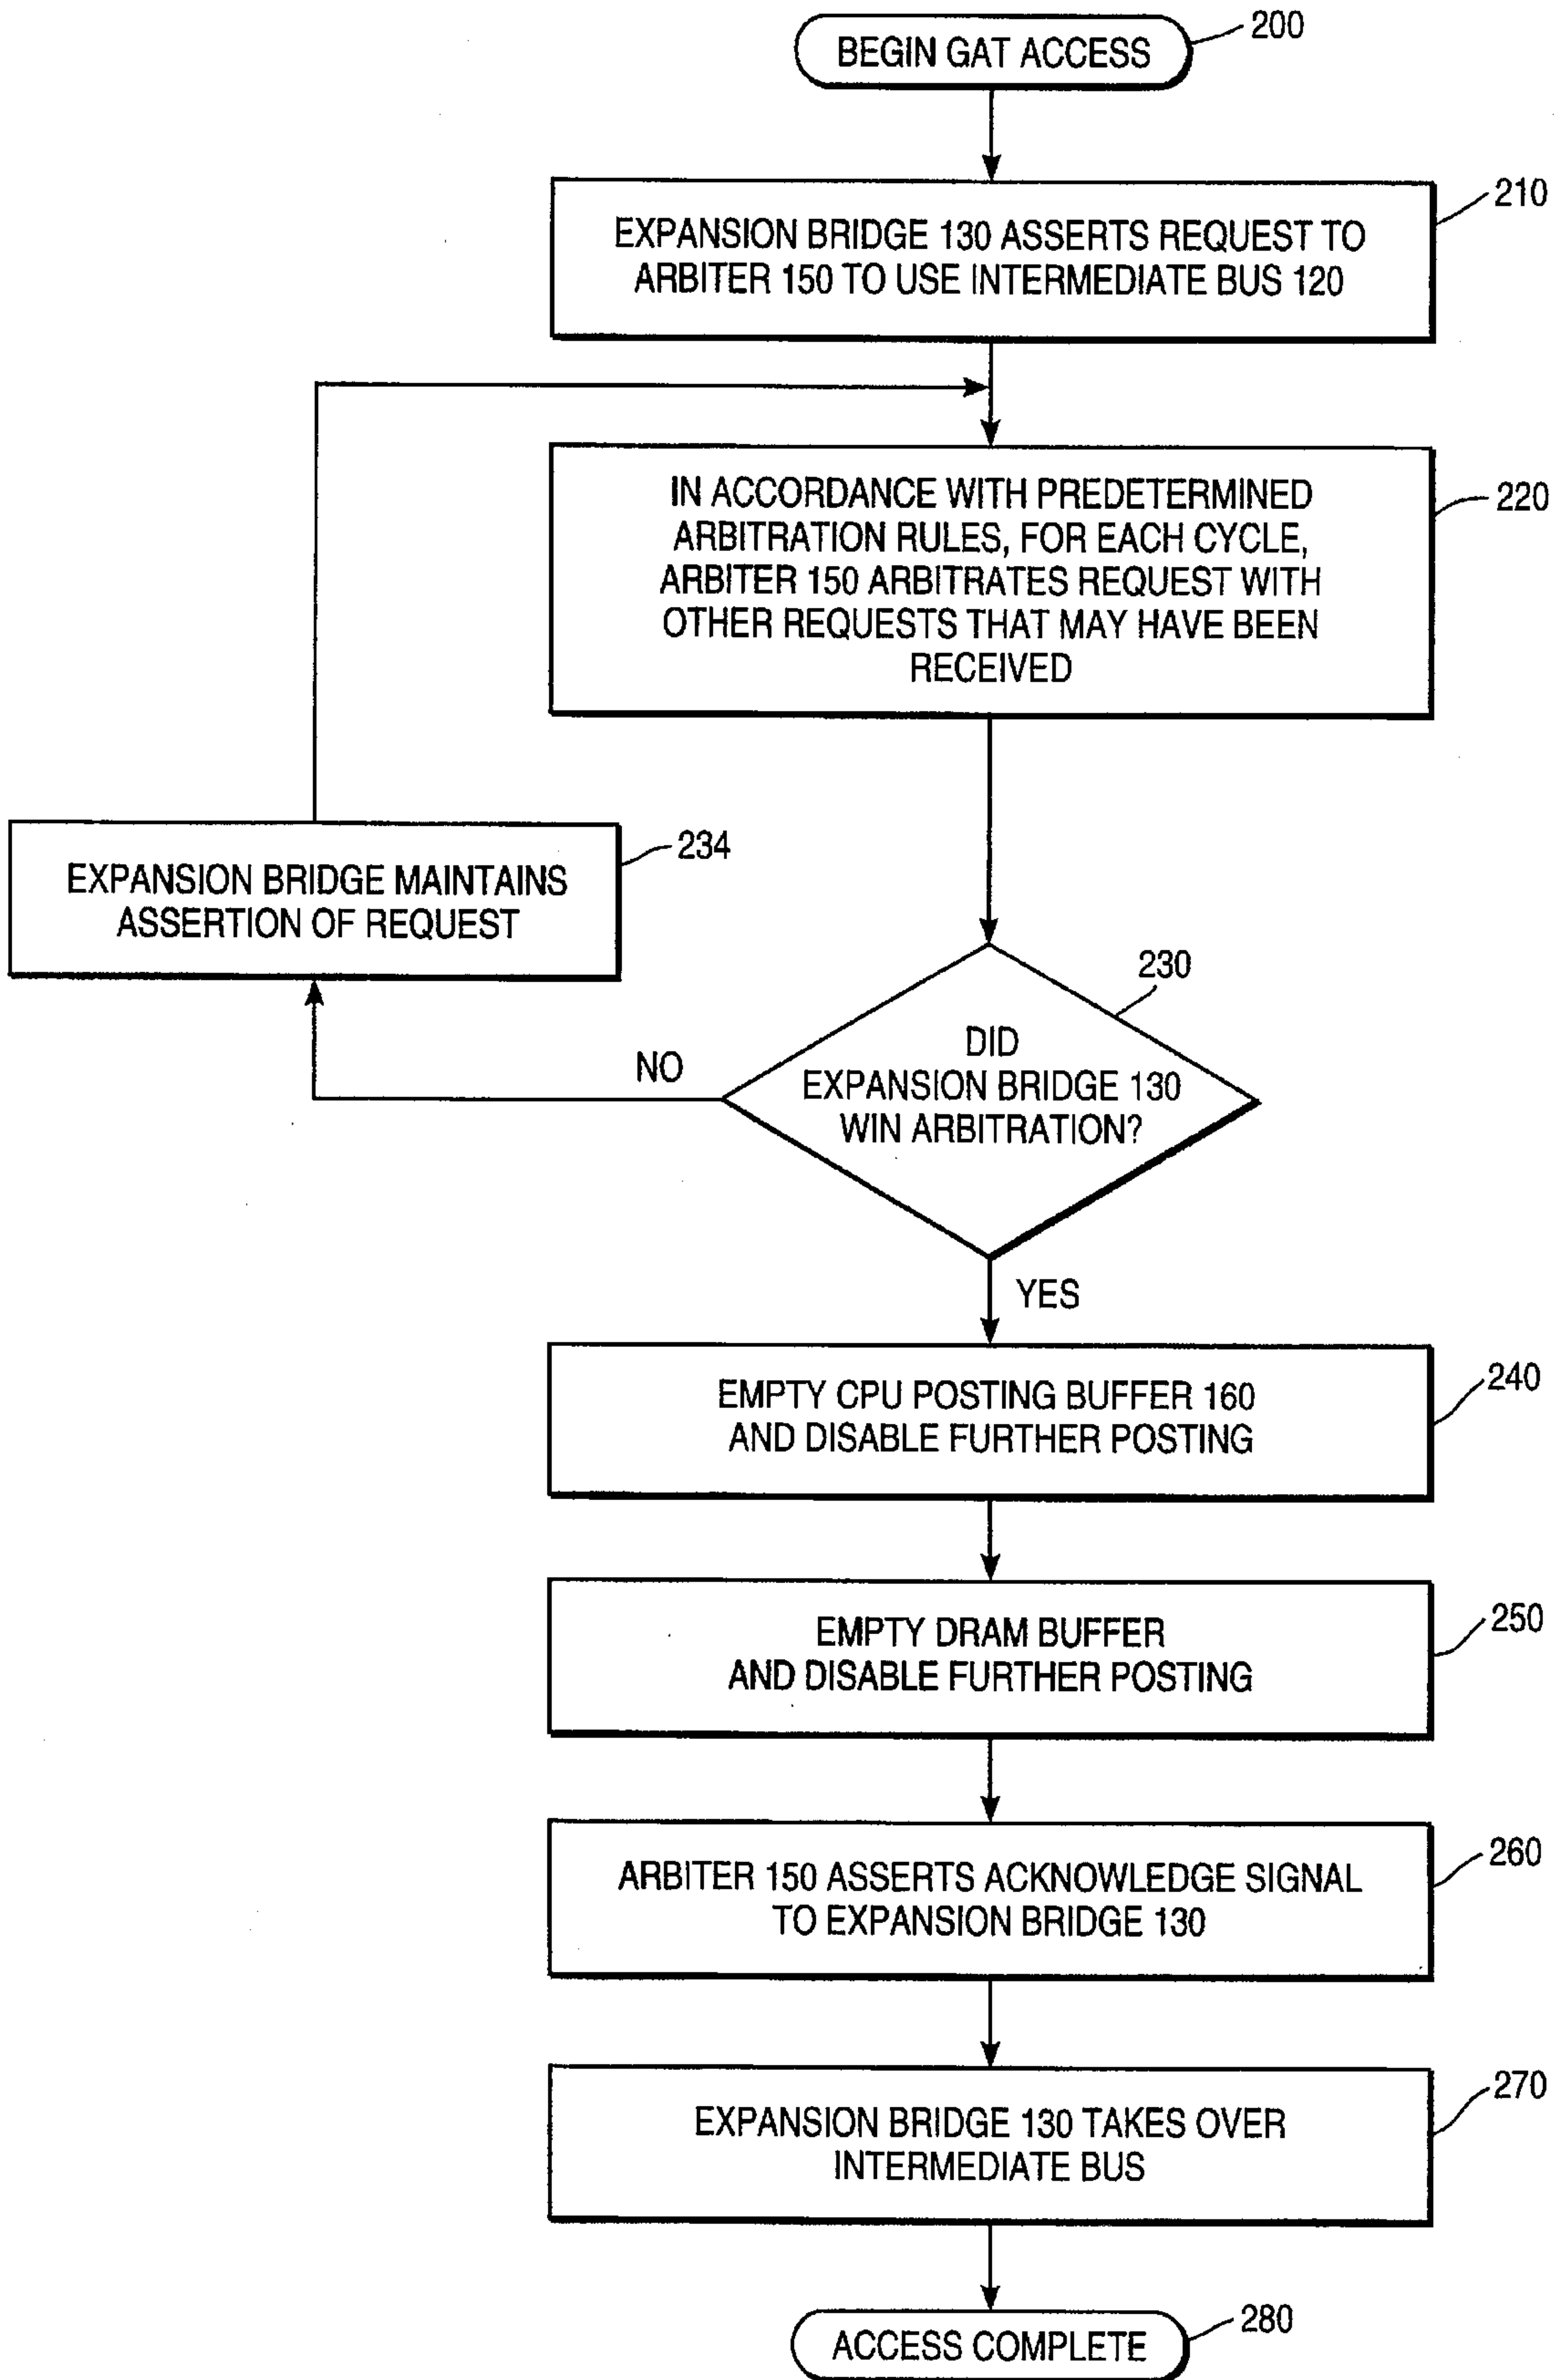 BEGIN GAT ACCESS
200
EXPANSION BRIDGE 130 ASSERTS REQUEST TO
ARBITER 150 TO USE INTERMEDIATE BUS 120
210
IN ACCORDANCE WITH PREDETERMINED
ARBITRATION RULES, FOR EACH CYCLE,
ARBITER 150 ARBITRATES REQUEST WITH
OTHER REQUESTS THAT MAY HAVE BEEN
RECEIVED
220
EXPANSION BRIDGE MAINTAINS
ASSERTION OF REQUEST
234
DID
EXPANSION BRIDGE 130
WIN ARBITRATION?
230
NO
YES
EMPTY CPU POSTING BUFFER 160
AND DISABLE FURTHER POSTING
240
EMPTY DRAM BUFFER
AND DISABLE FURTHER POSTING
250
ARBITER 150 ASSERTS ACKNOWLEDGE SIGNAL
TO EXPANSION BRIDGE 130
260
EXPANSION BRIDGE 130 TAKES OVER
INTERMEDIATE BUS
270
ACCESS COMPLETE
280